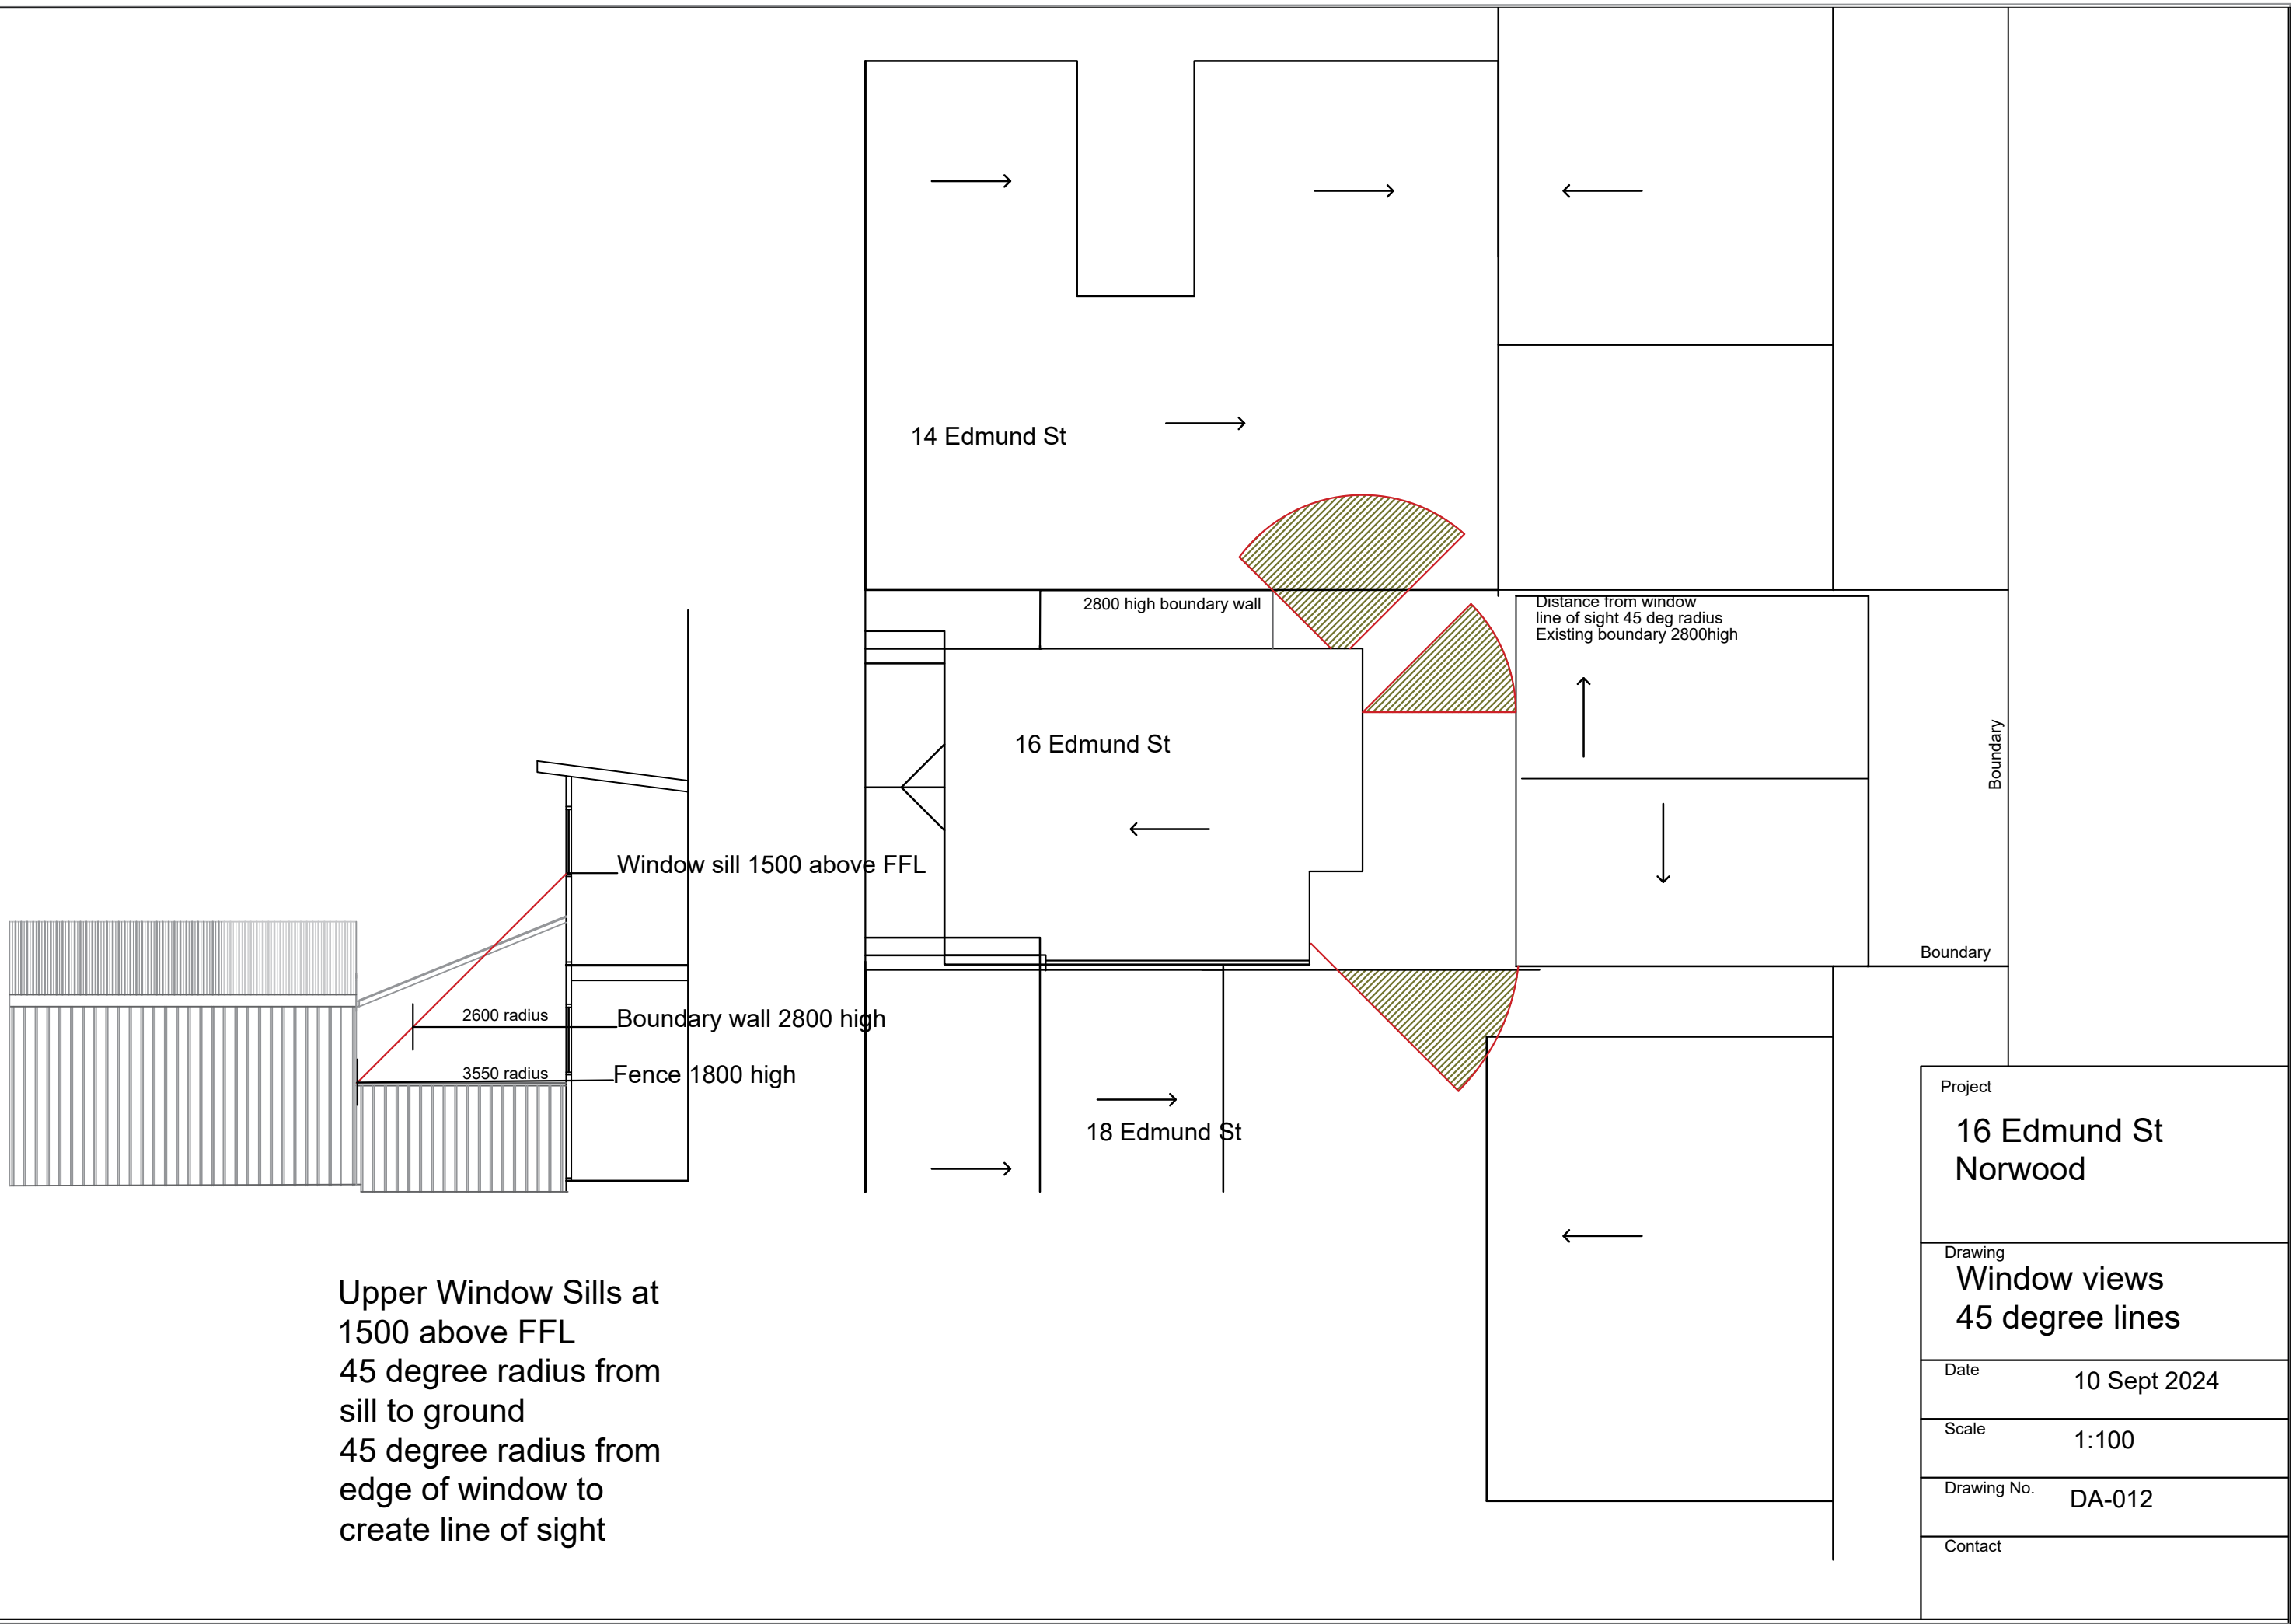 14 Edmund St
2800 high boundary wall
Distance from window
line of sight 45 deg radius
Existing boundary 2800high
16 Edmund St
Boundary
Window sill 1500 above FFL
Boundary
2600 radius
Boundary wall 2800 high
3550 radius
Fence 1800 high
18 Edmund St
Upper Window Sills at
1500 above FFL
45 degree radius from
sill to ground
45 degree radius from
edge of window to
create line of sight
Project
16 Edmund St
Norwood
Drawing
Window views
45 degree lines
Date
10 Sept 2024
Scale
1:100
Drawing No.
DA-012
Contact